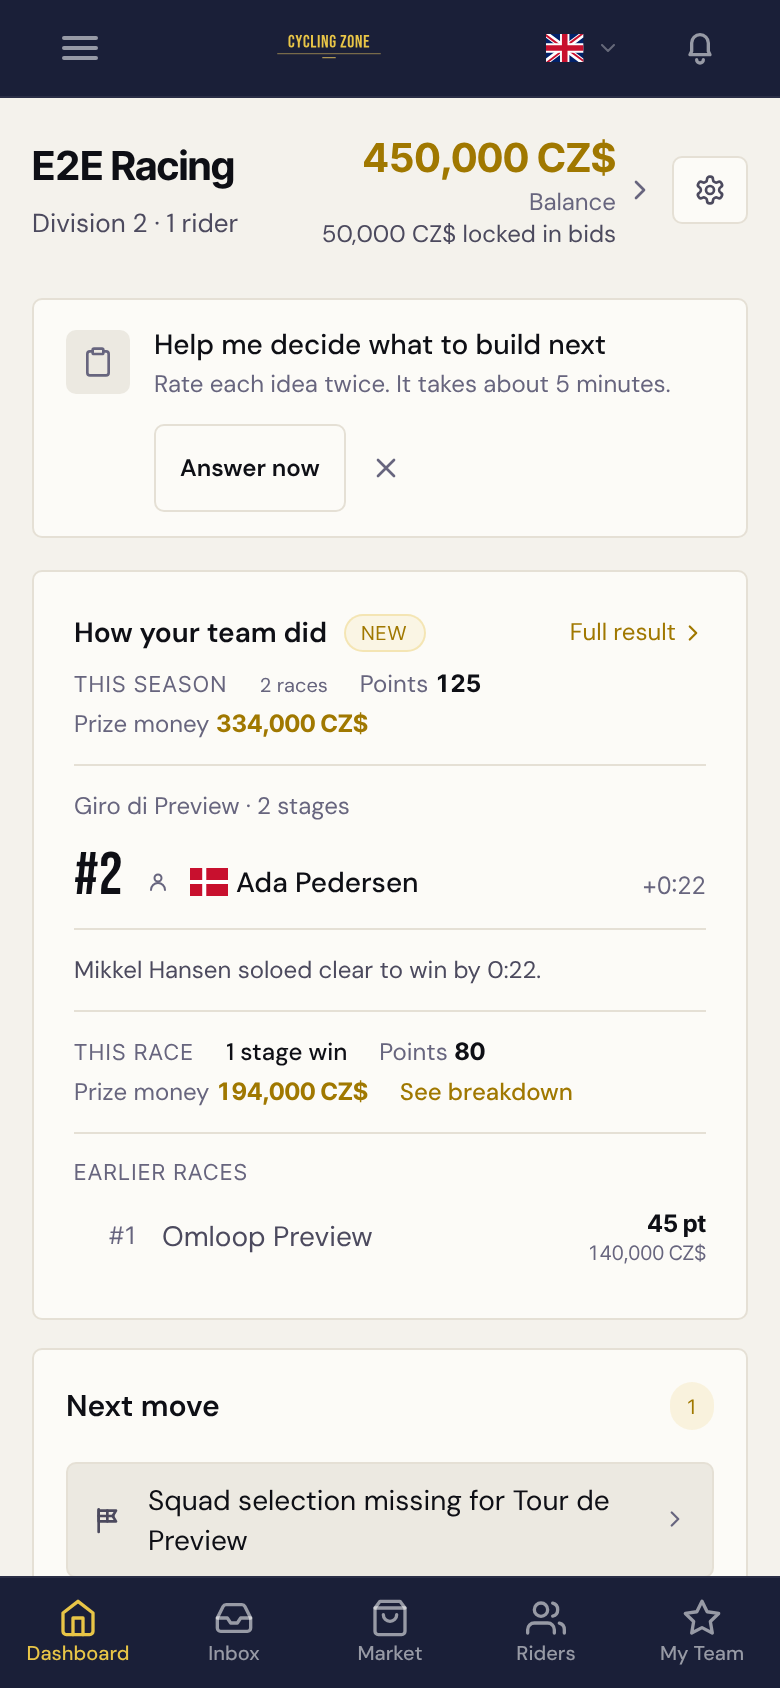 CYCLING ZONE
E2E Racing
Division 2 · 1 rider
450,000 CZ$
Balance
50,000 CZ$ locked in bids
Help me decide what to build next
Rate each idea twice. It takes about 5 minutes.
Answer now
How your team did NEW Full result
THIS SEASON 2 races Points 125
Prize money 334,000 CZ$
Giro di Preview · 2 stages
#2 Ada Pedersen +0:22
Mikkel Hansen soloed clear to win by 0:22.
THIS RACE 1 stage win Points 80
Prize money 194,000 CZ$ See breakdown
EARLIER RACES
#1 Omloop Preview 45 pt
140,000 CZ$
Next move 1
Squad selection missing for Tour de
Preview
Dashboard Inbox Market Riders My Team